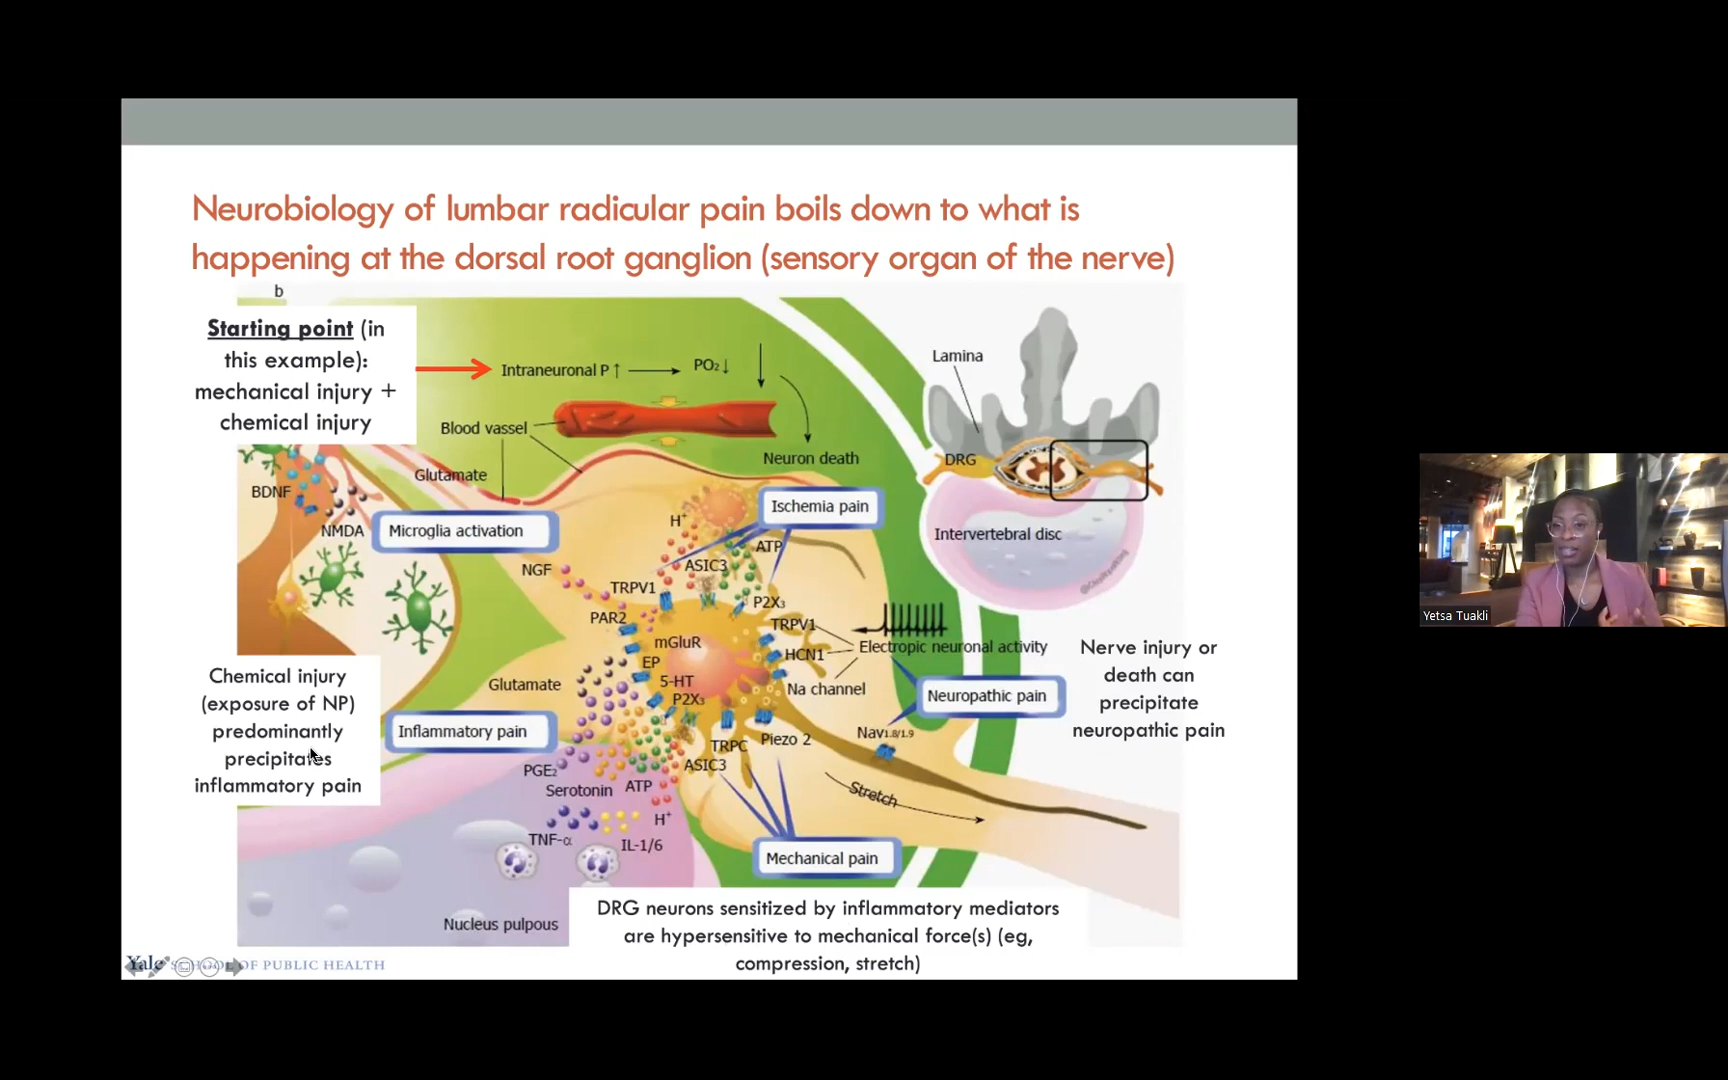 Neurobiology of lumbar radicular pain boils down to what is
happening at the dorsal root ganglion (sensory organ of the nerve)
b
Starting point (in
this example):
mechanical injury +
chemical injury
Intraneuronal P ↑
PO₂↓
Blood vessel
Glutamate
Neuron death
BDNF
NMDA
Microglia activation
Ischemia pain
H⁺
ATP
ASIC3
NGF
TRPV1
P2X₃
PAR2
TRPV1
mGluR
HCN1
Electropic neuronal activity
EP
5-HT
Glutamate
P2X₃
Na channel
Neuropathic pain
Lamina
DRG
Intervertebral disc
Nerve injury or
death can
precipitate
neuropathic pain
Chemical injury
(exposure of NP)
predominantly
precipitates
inflammatory pain
Inflammatory pain
TRPC
Piezo 2
Nav1.8/1.9
ASIC3
PGE₂
Serotonin
ATP
Stretch
H⁺
TNF-α
IL-1/6
Mechanical pain
Nucleus pulpous
DRG neurons sensitized by inflammatory mediators
are hypersensitive to mechanical force(s) (eg,
compression, stretch)
Yale SCHOOL OF PUBLIC HEALTH
Yetsa Tuakli